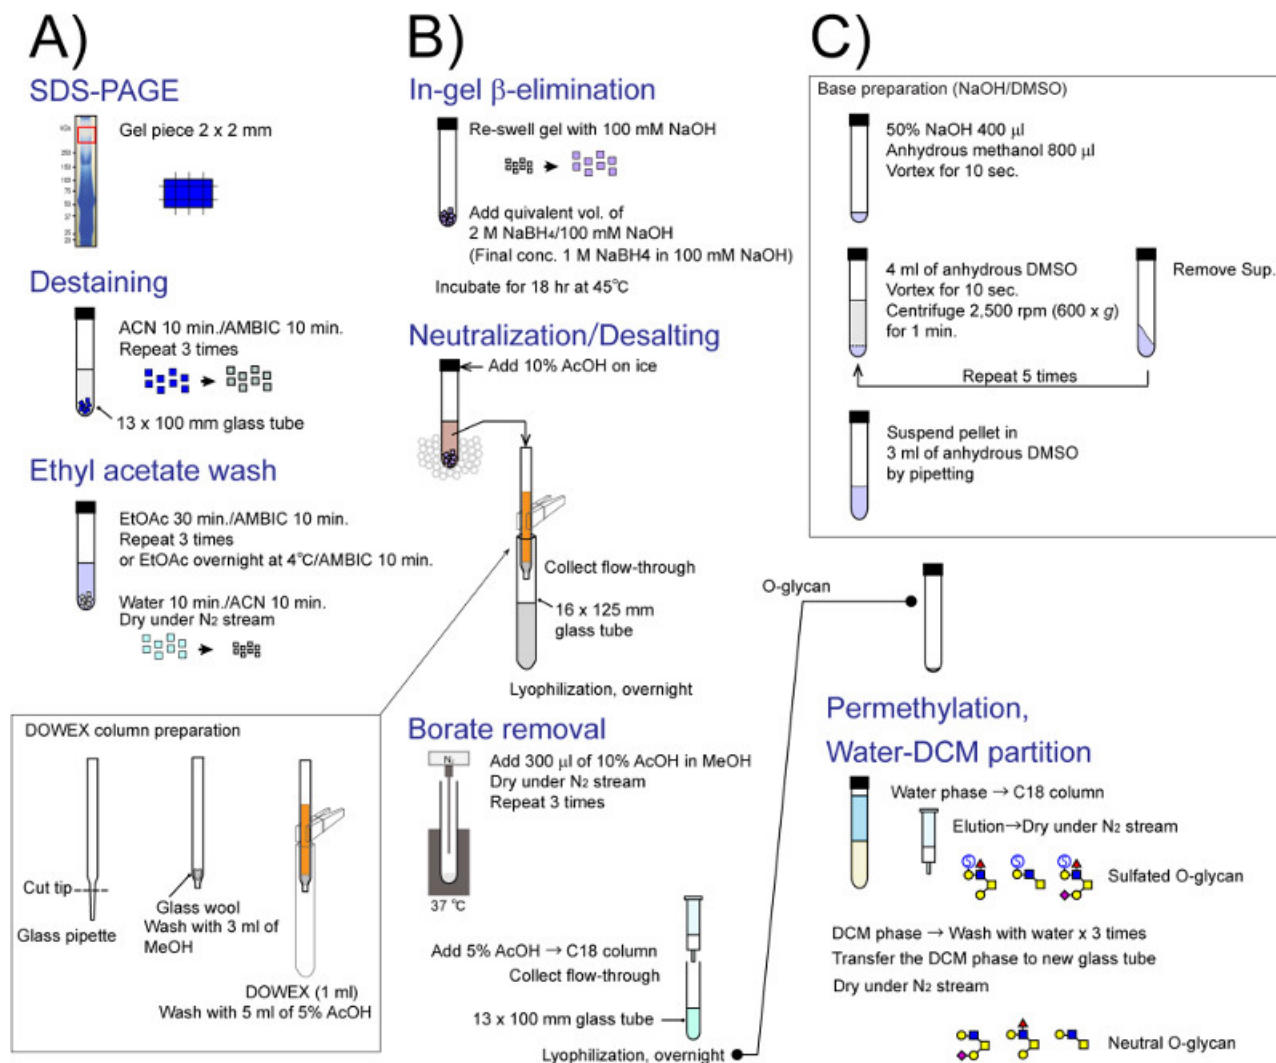 A)
SDS-PAGE
Gel piece 2 x 2 mm
kDa
250
150
100
75
50
37
25
20
Destaining
ACN 10 min./AMBIC 10 min.
Repeat 3 times
13 x 100 mm glass tube
Ethyl acetate wash
EtOAc 30 min./AMBIC 10 min.
Repeat 3 times
or EtOAc overnight at 4℃/AMBIC 10 min.
Water 10 min./ACN 10 min.
Dry under N2 stream
DOWEX column preparation
Cut tip
Glass pipette
Glass wool
Wash with 3 ml of
MeOH
DOWEX (1 ml)
Wash with 5 ml of 5% AcOH
B)
In-gel β-elimination
Re-swell gel with 100 mM NaOH
Add quivalent vol. of
2 M NaBH4/100 mM NaOH
(Final conc. 1 M NaBH4 in 100 mM NaOH)
Incubate for 18 hr at 45℃
Neutralization/Desalting
Add 10% AcOH on ice
Collect flow-through
16 x 125 mm
glass tube
Lyophilization, overnight
Borate removal
N2
Add 300 μl of 10% AcOH in MeOH
Dry under N2 stream
Repeat 3 times
37 ℃
Add 5% AcOH → C18 column
Collect flow-through
13 x 100 mm glass tube
Lyophilization, overnight
C)
Base preparation (NaOH/DMSO)
50% NaOH 400 μl
Anhydrous methanol 800 μl
Vortex for 10 sec.
4 ml of anhydrous DMSO
Vortex for 10 sec.
Centrifuge 2,500 rpm (600 x g)
for 1 min.
Remove Sup.
Repeat 5 times
Suspend pellet in
3 ml of anhydrous DMSO
by pipetting
O-glycan
Permethylation,
Water-DCM partition
Water phase → C18 column
Elution→Dry under N2 stream
S S S
Sulfated O-glycan
DCM phase → Wash with water x 3 times
Transfer the DCM phase to new glass tube
Dry under N2 stream
Neutral O-glycan